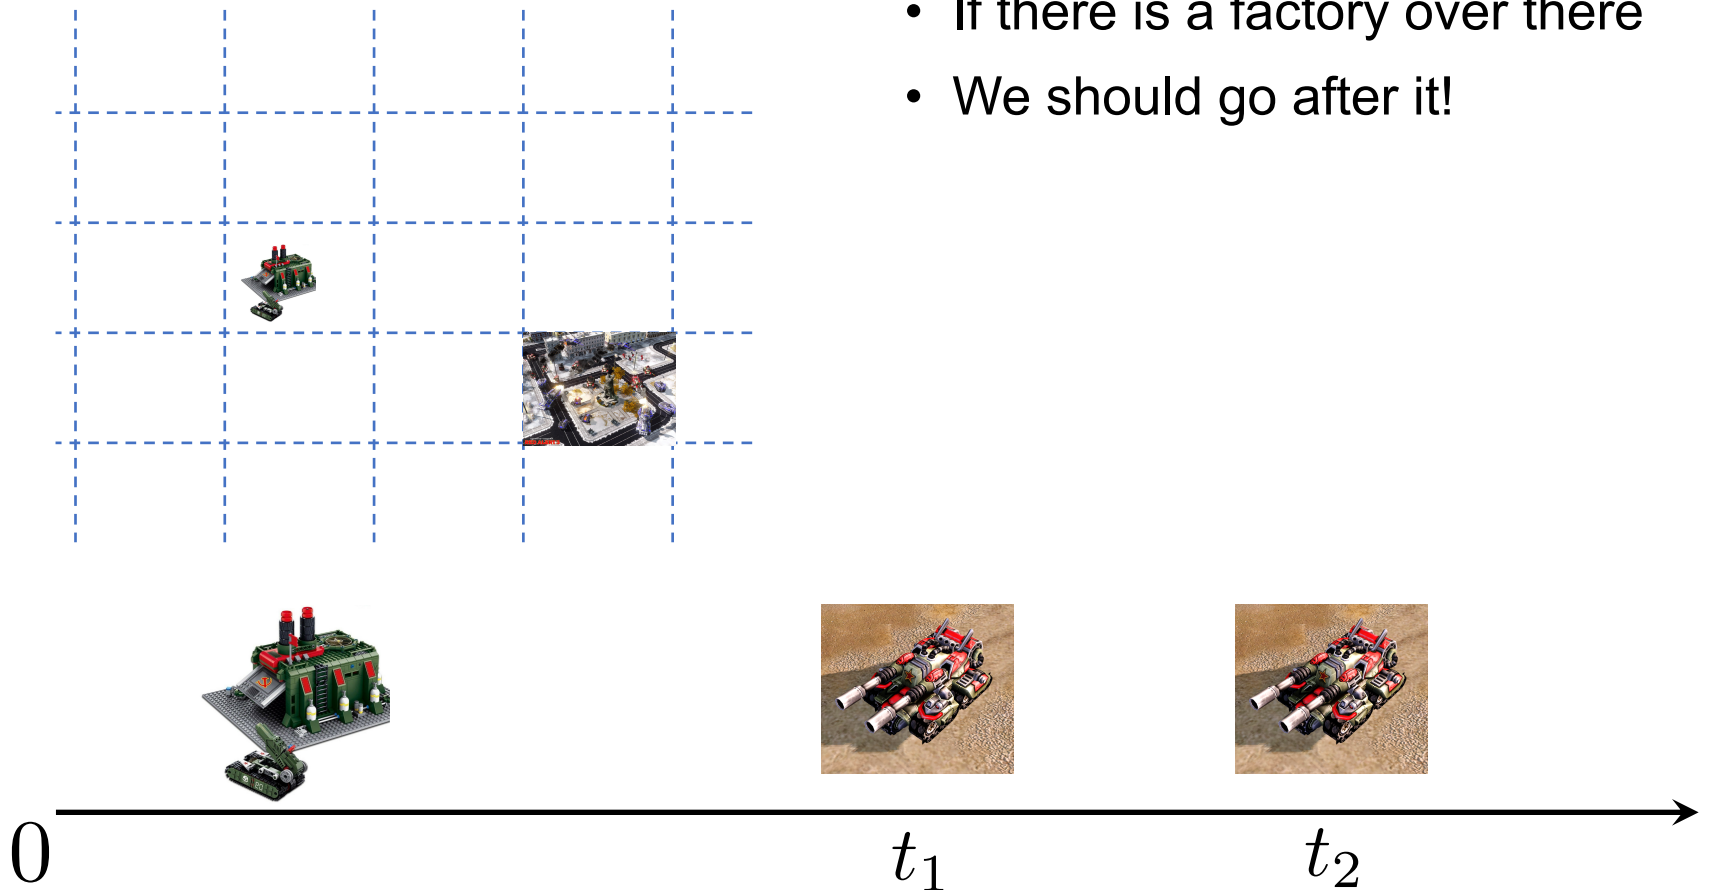 • If there is a factory over there
• We should go after it!
0
t₁
t₂